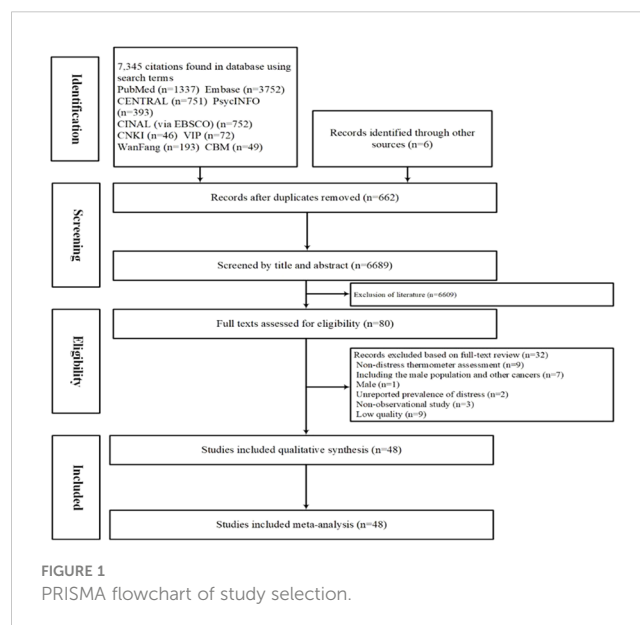 Identification
7,345 citations found in database using
search terms
PubMed (n=1337) Embase (n=3752)
CENTRAL (n=751) PsycINFO
(n=393)
CINAL (via EBSCO) (n=752)
CNKI (n=46) VIP (n=72)
WanFang (n=193) CBM (n=49)
Records identified through other
sources (n=6)
Screening
Records after duplicates removed (n=662)
Screened by title and abstract (n=6689)
Exclusion of literature (n=6609)
Eligibility
Full texts assessed for eligibility (n=80)
Records excluded based on full-text review (n=32)
Non-distress thermometer assessment (n=9)
Including the male population and other cancers (n=7)
Male (n=1)
Unreported prevalence of distress (n=2)
Non-observational study (n=3)
Low quality (n=9)
Included
Studies included qualitative synthesis (n=48)
Studies included meta-analysis (n=48)
FIGURE 1
PRISMA flowchart of study selection.